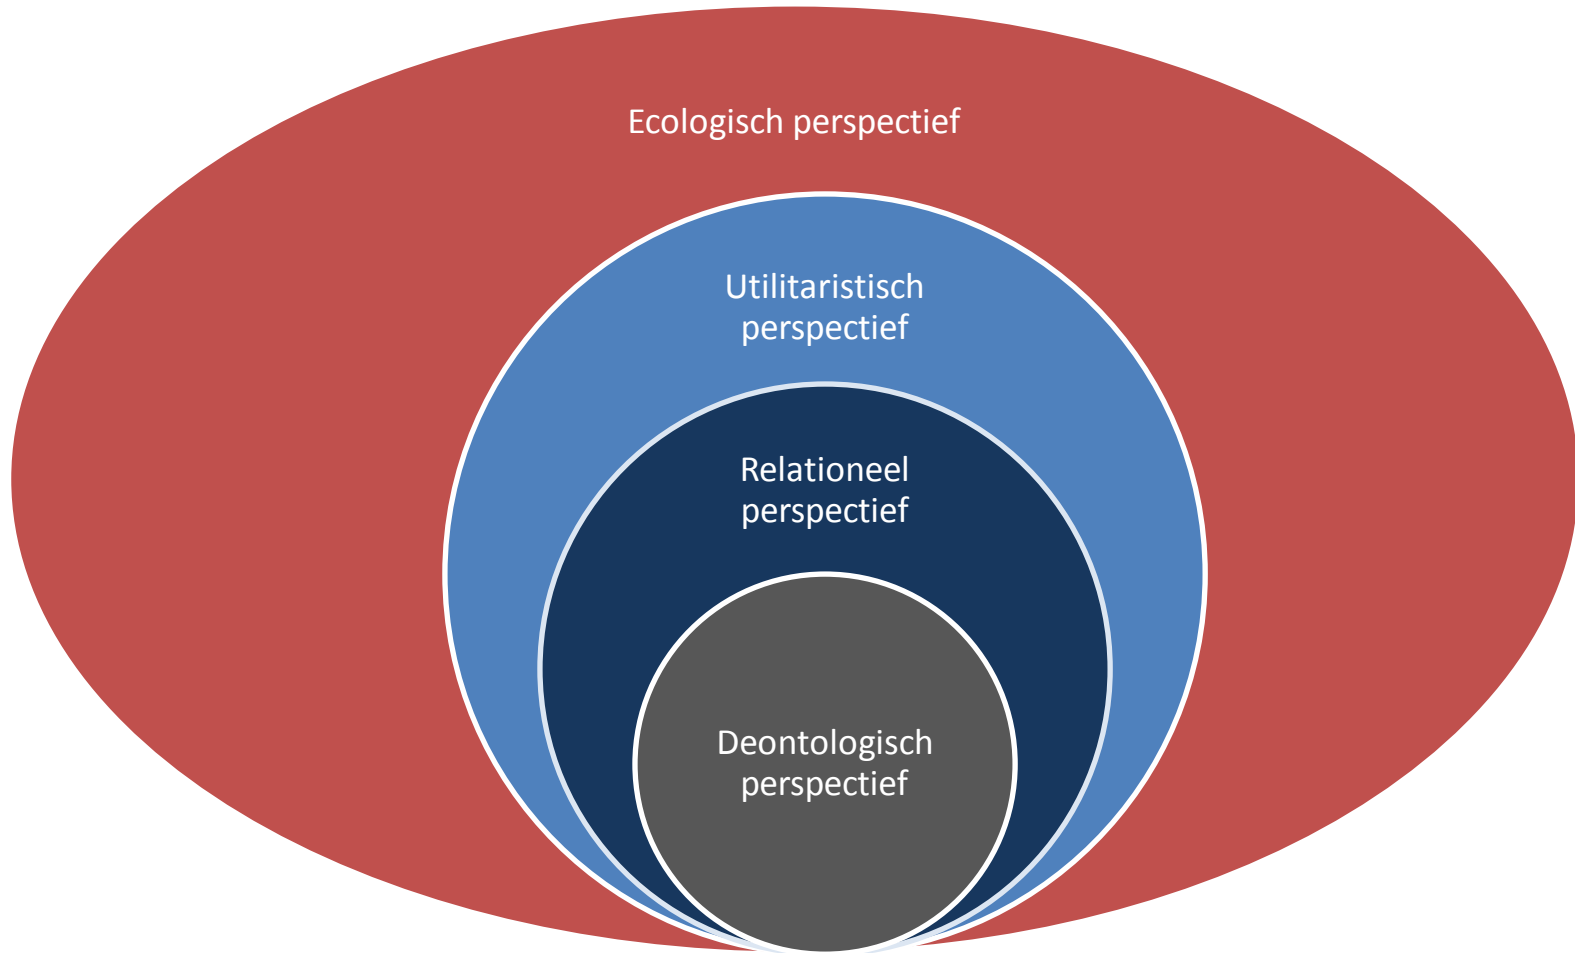 Ecologisch perspectief
Utilitaristisch
perspectief
Relationeel
perspectief
Deontologisch
perspectief